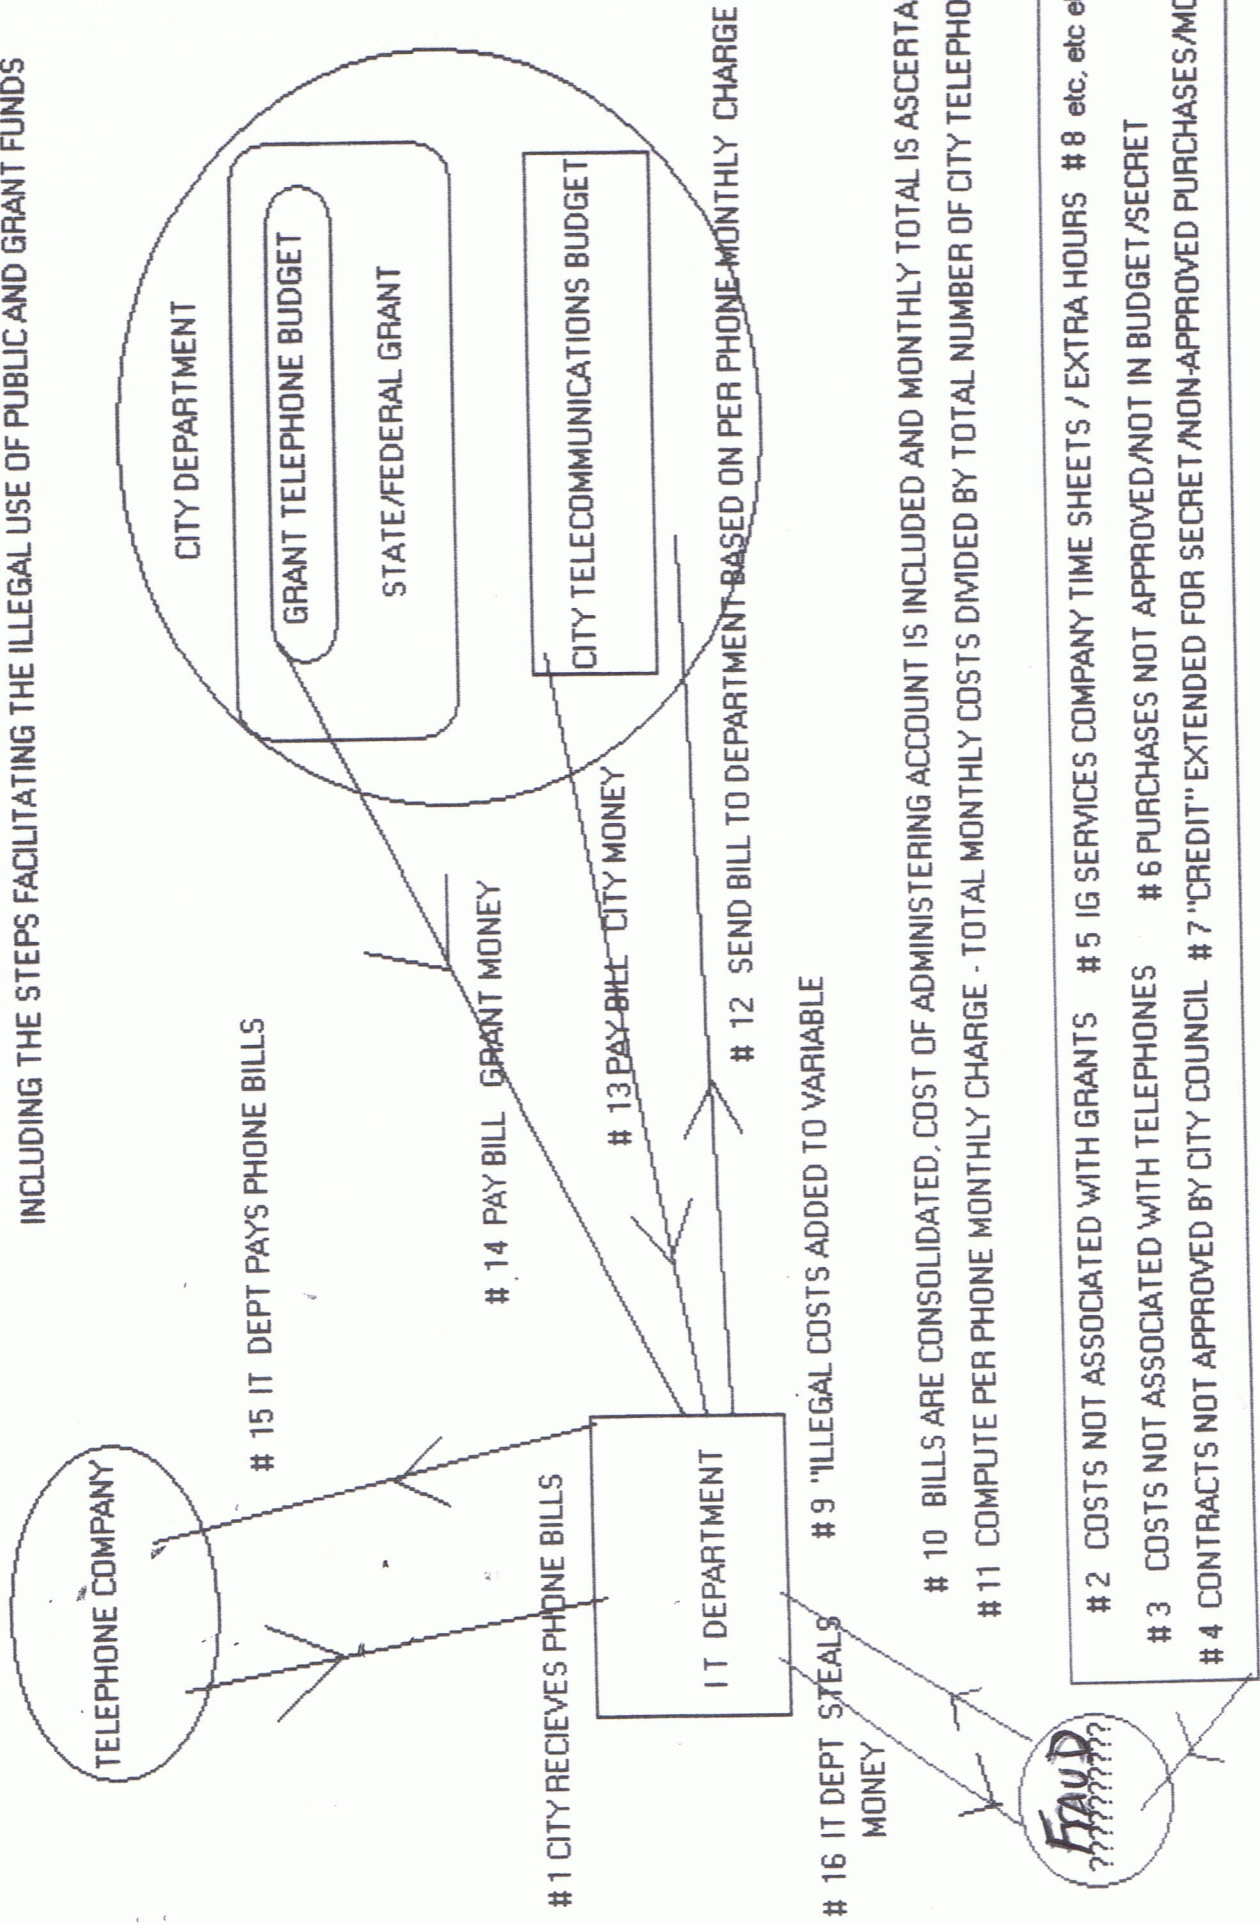 INCLUDING THE STEPS FACILITATING THE ILLEGAL USE OF PUBLIC AND GRANT FUNDS
TELEPHONE COMPANY
# 15 IT DEPT PAYS PHONE BILLS
CITY DEPARTMENT
GRANT TELEPHONE BUDGET
STATE/FEDERAL GRANT
# 14 PAY BILL GRANT MONEY
#1 CITY RECIEVES PHONE BILLS
CITY TELECOMMUNICATIONS BUDGET
# 13 PAY BILL CITY MONEY
I T DEPARTMENT
# 12 SEND BILL TO DEPARTMENT BASED ON PER PHONE MONTHLY CHARGE
# 9 "ILLEGAL COSTS ADDED TO VARIABLE
# 16 IT DEPT STEALS
MONEY
# 10 BILLS ARE CONSOLIDATED, COST OF ADMINISTERING ACCOUNT IS INCLUDED AND MONTHLY TOTAL IS ASCERTA
#11 COMPUTE PER PHONE MONTHLY CHARGE - TOTAL MONTHLY COSTS DIVIDED BY TOTAL NUMBER OF CITY TELEPHO
FRAUD
??????????
#2 COSTS NOT ASSOCIATED WITH GRANTS #5 IG SERVICES COMPANY TIME SHEETS / EXTRA HOURS #8 etc, etc e
#3 COSTS NOT ASSOCIATED WITH TELEPHONES #6 PURCHASES NOT APPROVED/NOT IN BUDGET/SECRET
#4 CONTRACTS NOT APPROVED BY CITY COUNCIL #7 "CREDIT" EXTENDED FOR SECRET/NON-APPROVED PURCHASES/MO